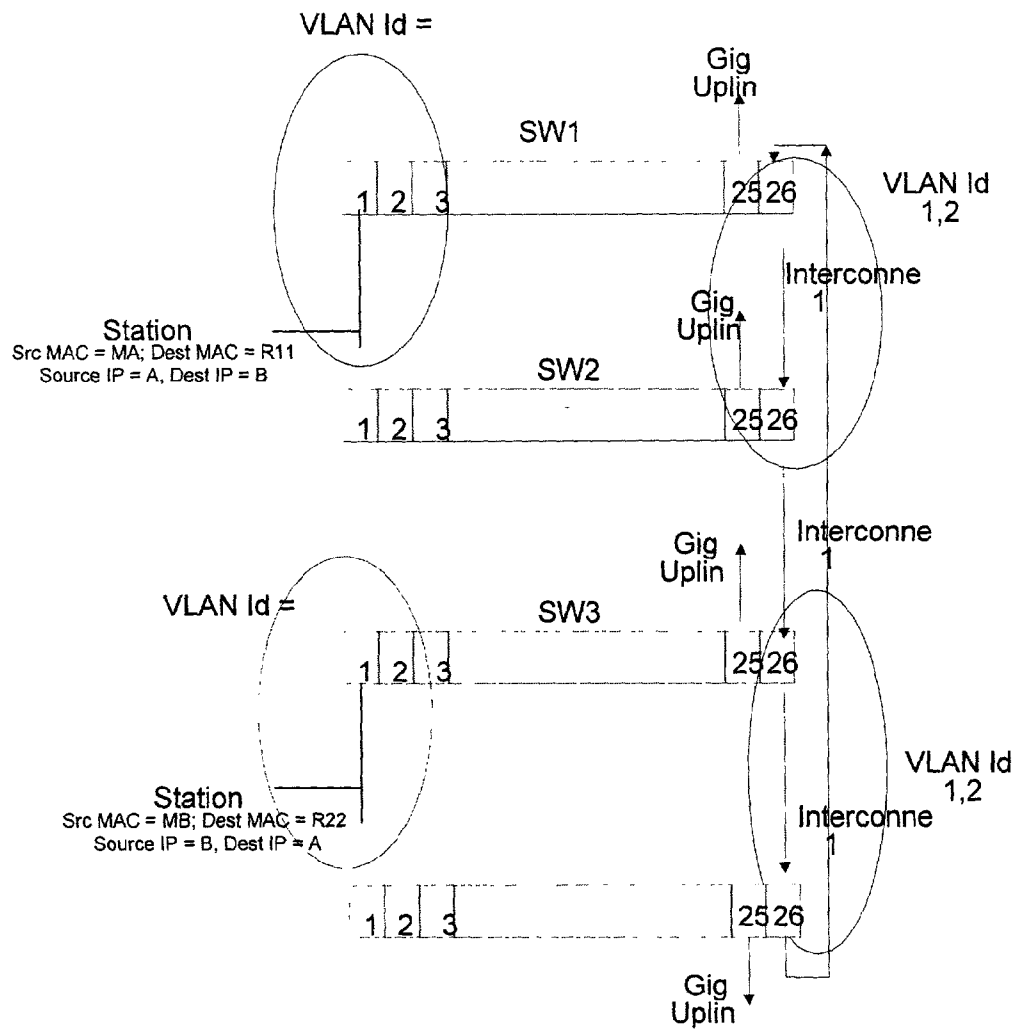 VLAN Id =
Gig
Uplin
SW1
1 2 3 25 26
VLAN Id
1,2
Interconne
1
Gig
Uplin
Station
Src MAC = MA; Dest MAC = R11
Source IP = A, Dest IP = B
SW2
1 2 3 25 26
Interconne
1
Gig
Uplin
VLAN Id =
SW3
1 2 3 25 26
VLAN Id
1,2
Station
Src MAC = MB; Dest MAC = R22
Source IP = B, Dest IP = A
Interconne
1
1 2 3 25 26
Gig
Uplin